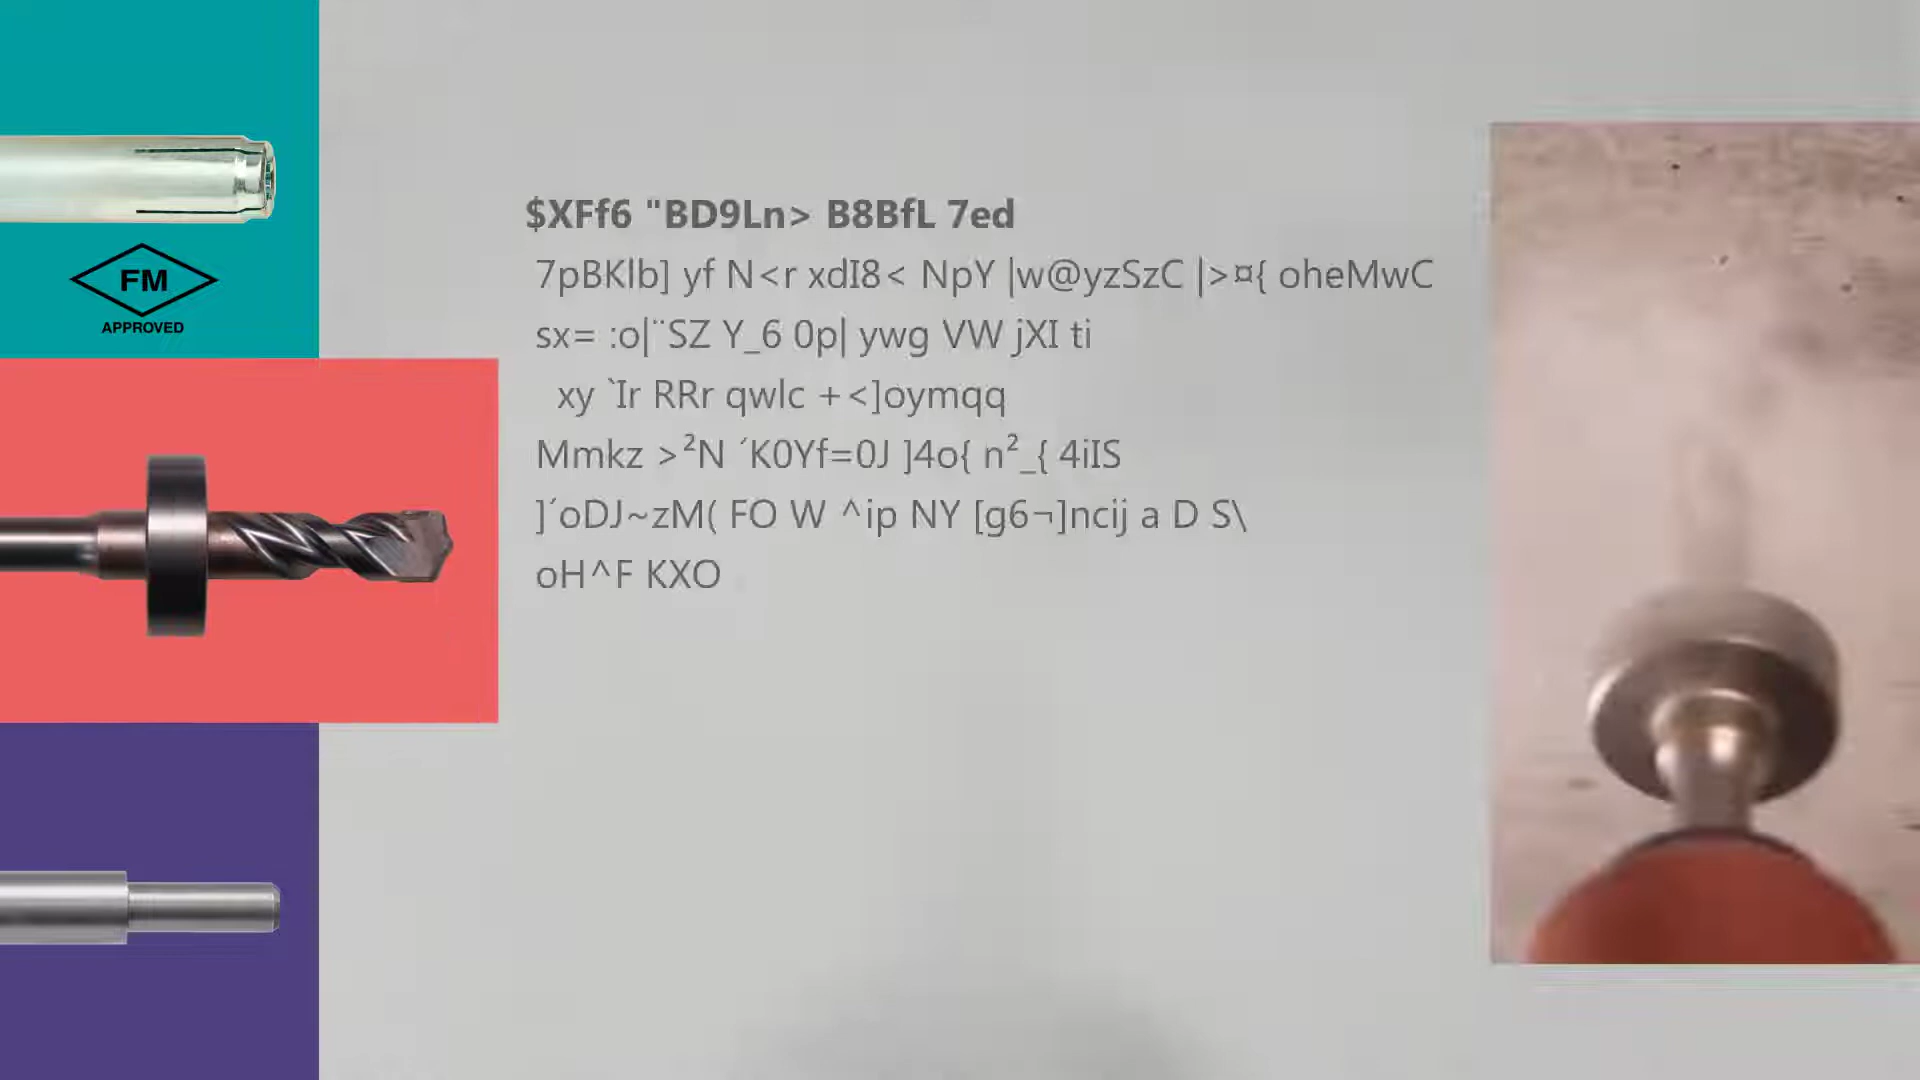 FM
APPROVED
$XFf6 "BD9Ln> B8BfL 7ed
7pBKlb] yf N<r xdI8< NpY |w@yzSzC |>¤{ oheMwC
sx= :o|¨SZ Y_6 0p| ywg VW jXI ti
xy `Ir RRr qwlc +<]oymqq
Mmkz >²N ´K0Yf=0J ]4o{ n²_{ 4iIS
]´oDJ~zM( FO W ^ip NY [g6¬]ncij a D S\
oH^F KXO